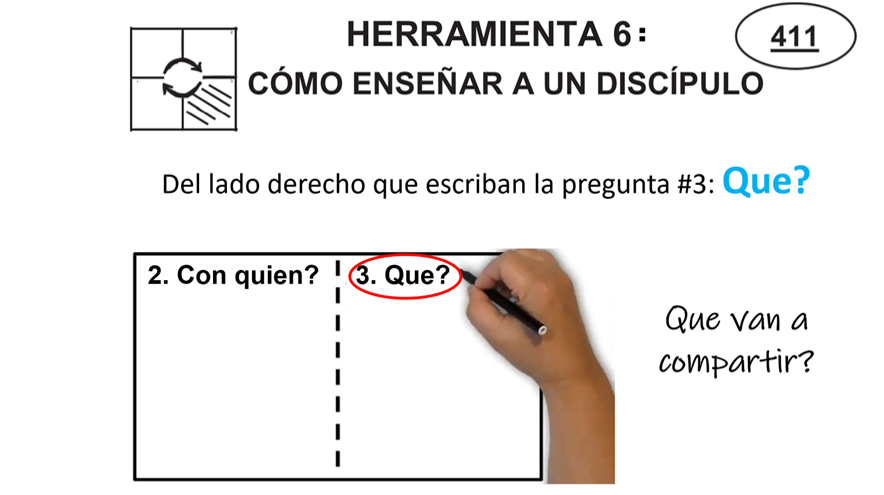 HERRAMIENTA 6:
411
CÓMO ENSEÑAR A UN DISCÍPULO
Del lado derecho que escriban la pregunta #3: Que?
2. Con quien?
3. Que?
Que van a
compartir?